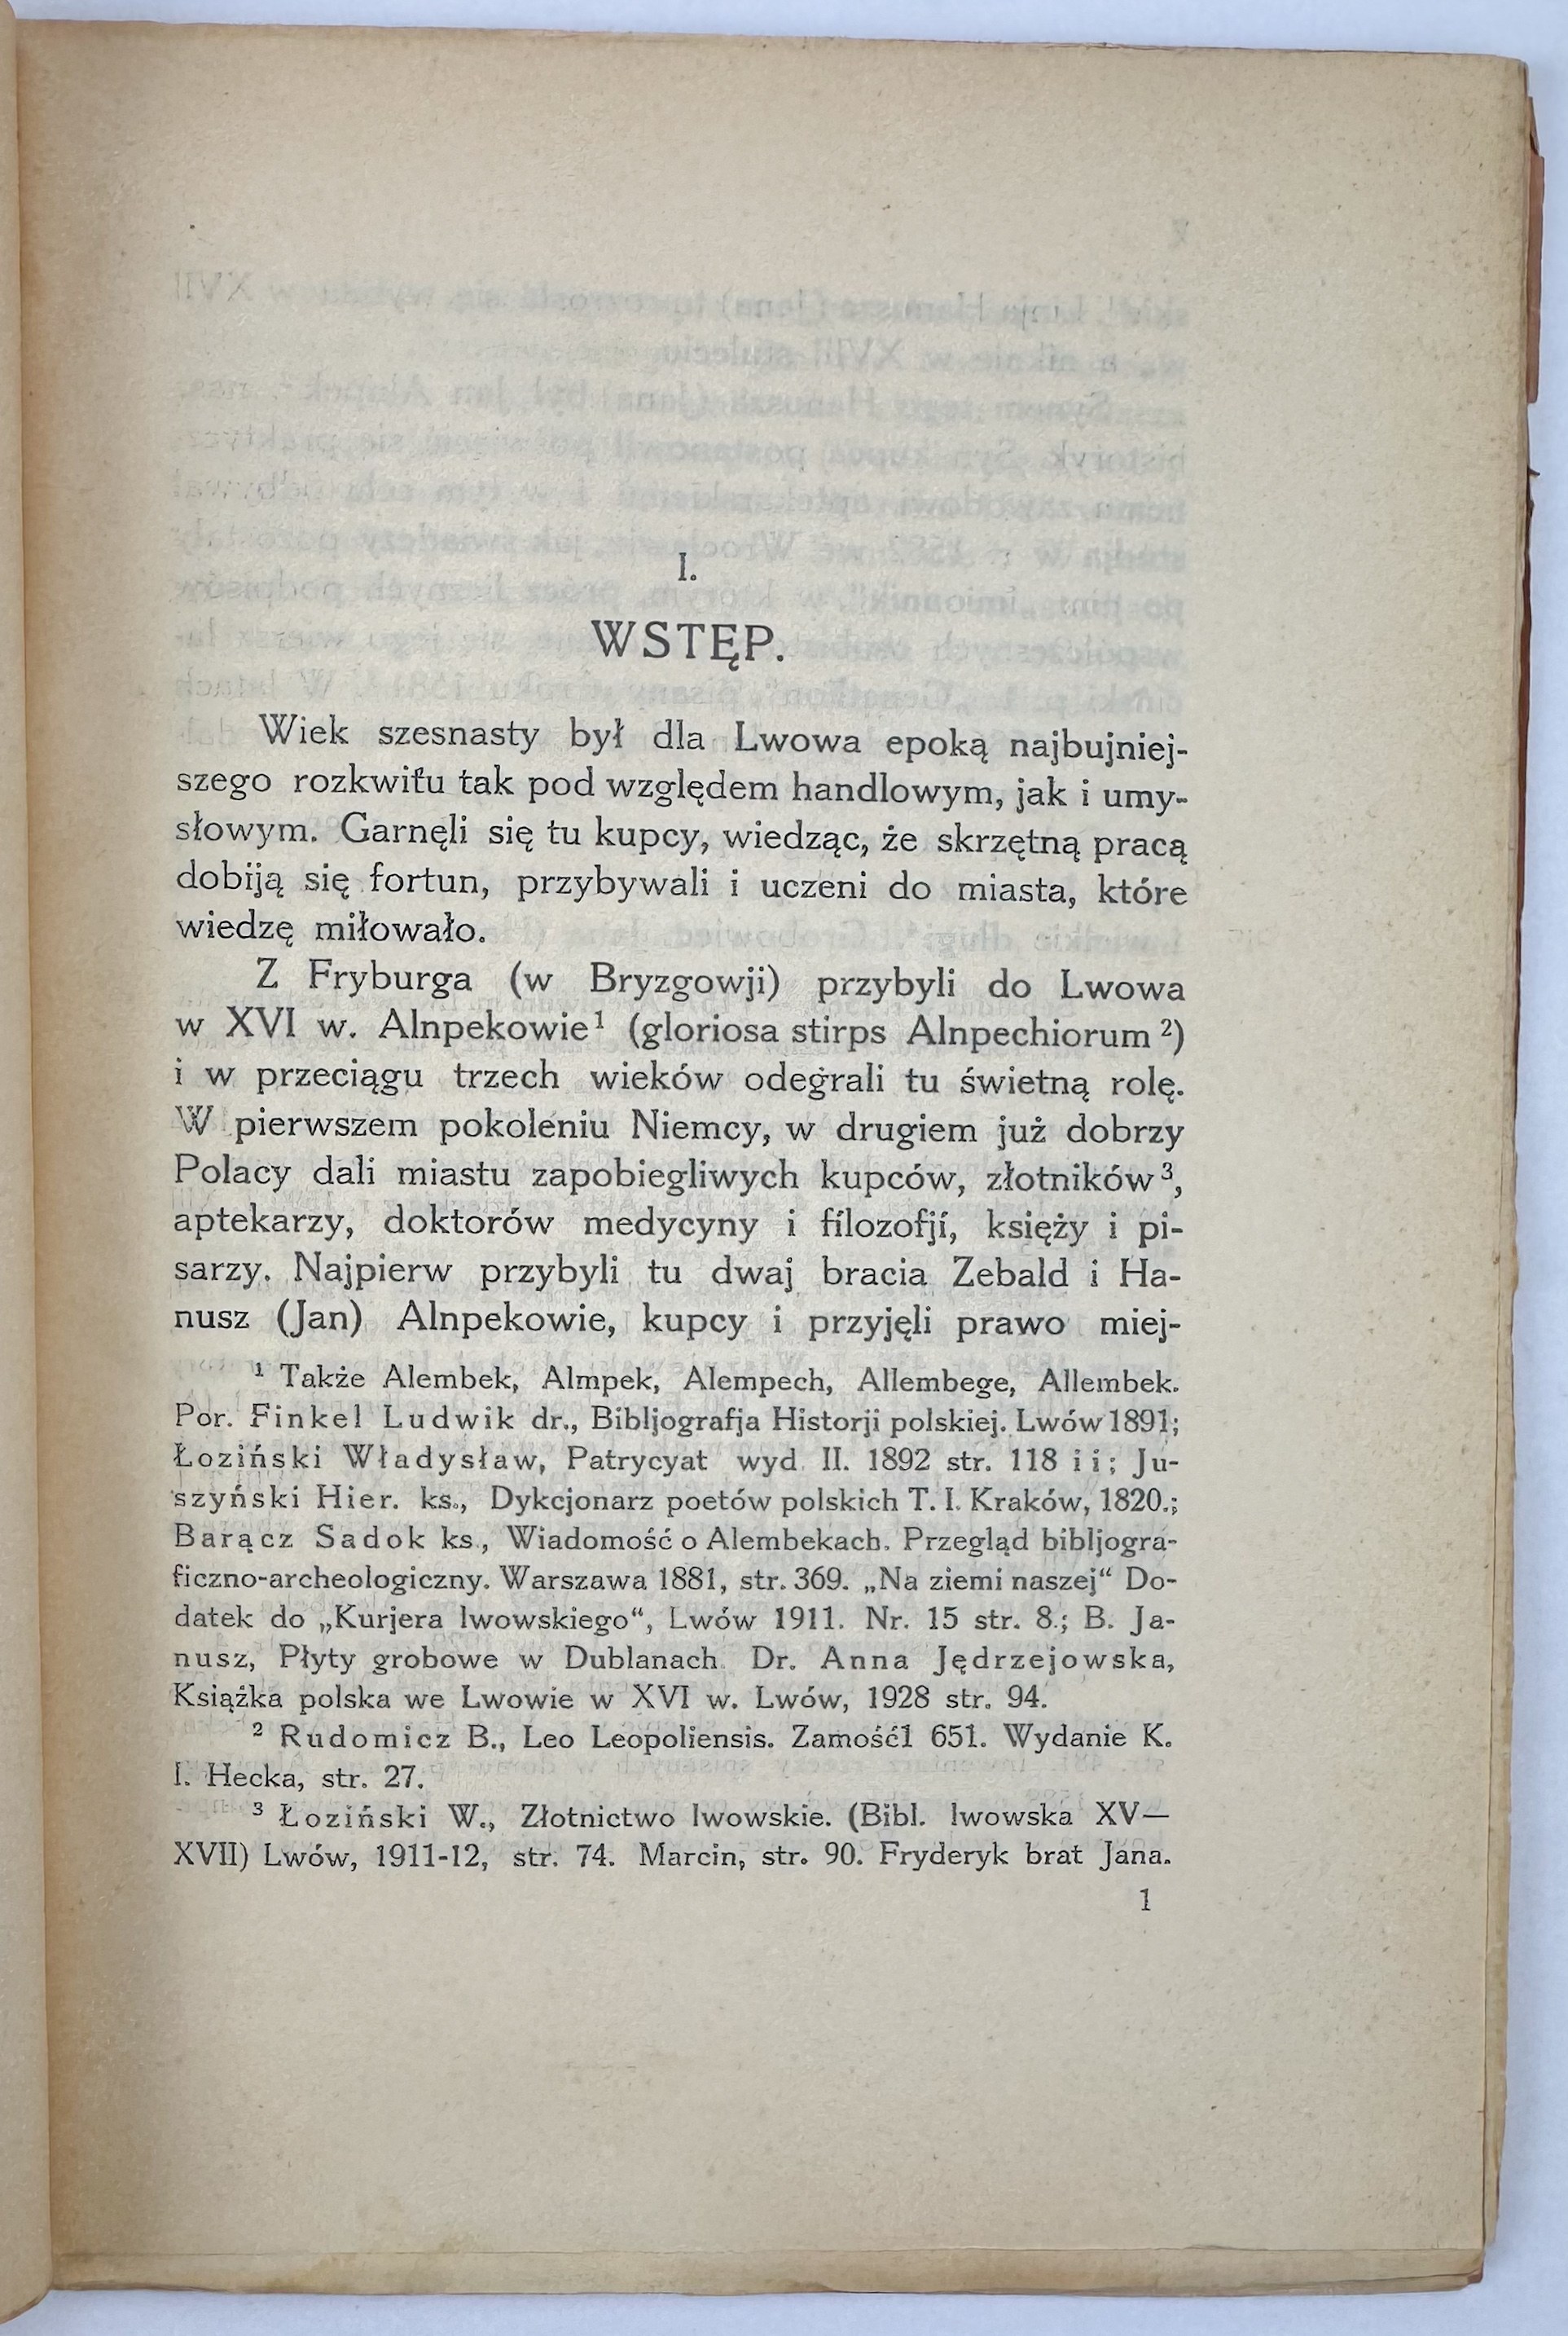 I.
WSTĘP.
Wiek szesnasty był dla Lwowa epoką najbujniej-
szego rozkwitu tak pod względem handlowym, jak i umy-
słowym. Garnęli się tu kupcy, wiedząc, że skrzętną pracą
dobiją się fortun, przybywali i uczeni do miasta, które
wiedzę miłowało.
Z Fryburga (w Bryzgowji) przybyli do Lwowa
w XVI w. Alnpekowie¹ (gloriosa stirps Alnpechiorum ²)
i w przeciągu trzech wieków odegrali tu świetną rolę.
W pierwszem pokoleniu Niemcy, w drugiem już dobrzy
Polacy dali miastu zapobiegliwych kupców, złotników³,
aptekarzy, doktorów medycyny i filozofji, księży i pi-
sarzy. Najpierw przybyli tu dwaj bracia Zebald i Ha-
nusz (Jan) Alnpekowie, kupcy i przyjęli prawo miej-
¹ Także Alembek, Almpek, Alempech, Allembege, Allembek.
Por. Finkel Ludwik dr., Bibljografja Historji polskiej. Lwów 1891;
Łoziński Władysław, Patrycyat wyd. II. 1892 str. 118 i i; Ju-
szyński Hier. ks., Dykcjonarz poetów polskich T. I. Kraków, 1820.;
Barącz Sadok ks., Wiadomość o Alembekach. Przegląd bibljogra-
ficzno-archeologiczny. Warszawa 1881, str. 369. „Na ziemi naszej“ Do-
datek do „Kurjera lwowskiego“, Lwów 1911. Nr. 15 str. 8.; B. Ja-
nusz, Płyty grobowe w Dublanach. Dr. Anna Jędrzejowska,
Książka polska we Lwowie w XVI w. Lwów, 1928 str. 94.
² Rudomicz B., Leo Leopoliensis. Zamość1 651. Wydanie K.
I. Hecka, str. 27.
³ Łoziński W., Złotnictwo lwowskie. (Bibl. lwowska XV—
XVII) Lwów, 1911-12, str. 74. Marcin, str. 90. Fryderyk brat Jana.
1